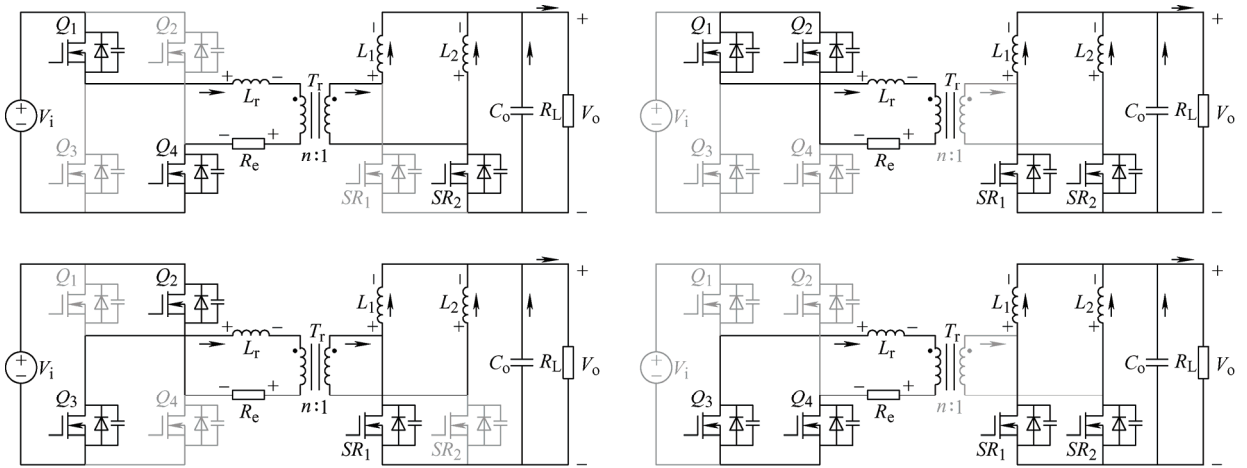 Q1 Q2 L1 L2
+ − Lr Tr
Vi + − Co RL Vo
− + Re n:1
Q3 Q4 SR1 SR2
Q1 Q2 L1 L2
+ − Lr Tr
Vi + − Co RL Vo
− + Re n:1
Q3 Q4 SR1 SR2
Q1 Q2 L1 L2
+ − Lr Tr
Vi + − Co RL Vo
− + Re n:1
Q3 Q4 SR1 SR2
Q1 Q2 L1 L2
+ − Lr Tr
Vi + − Co RL Vo
− + Re n:1
Q3 Q4 SR1 SR2